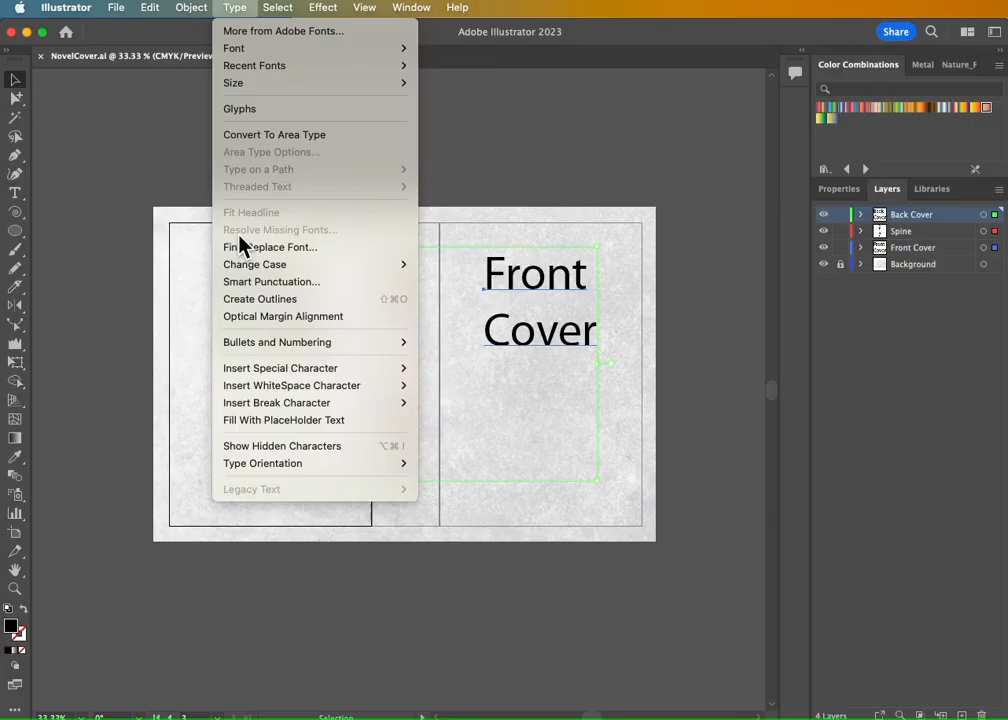 Illustrator File Edit Object Type Select Effect View Window Help
Adobe Illustrator 2023
Share
NovelCover.ai @ 33.33 % (CMYK/Preview
More from Adobe Fonts...
Font
Recent Fonts
Size
Glyphs
Convert To Area Type
Area Type Options...
Type on a Path
Threaded Text
Fit Headline
Resolve Missing Fonts...
Replace Font...
Change Case
Smart Punctuation...
Create Outlines ⇧⌘O
Optical Margin Alignment
Bullets and Numbering
Insert Special Character
Insert WhiteSpace Character
Insert Break Character
Fill With PlaceHolder Text
Show Hidden Characters ⌥⌘I
Type Orientation
Legacy Text
Front
Cover
Color Combinations Metal Nature_F
Properties Layers Libraries
Back Cover
Spine
Front Cover
Background
4 Layers
33.33% 0° 3 Selection